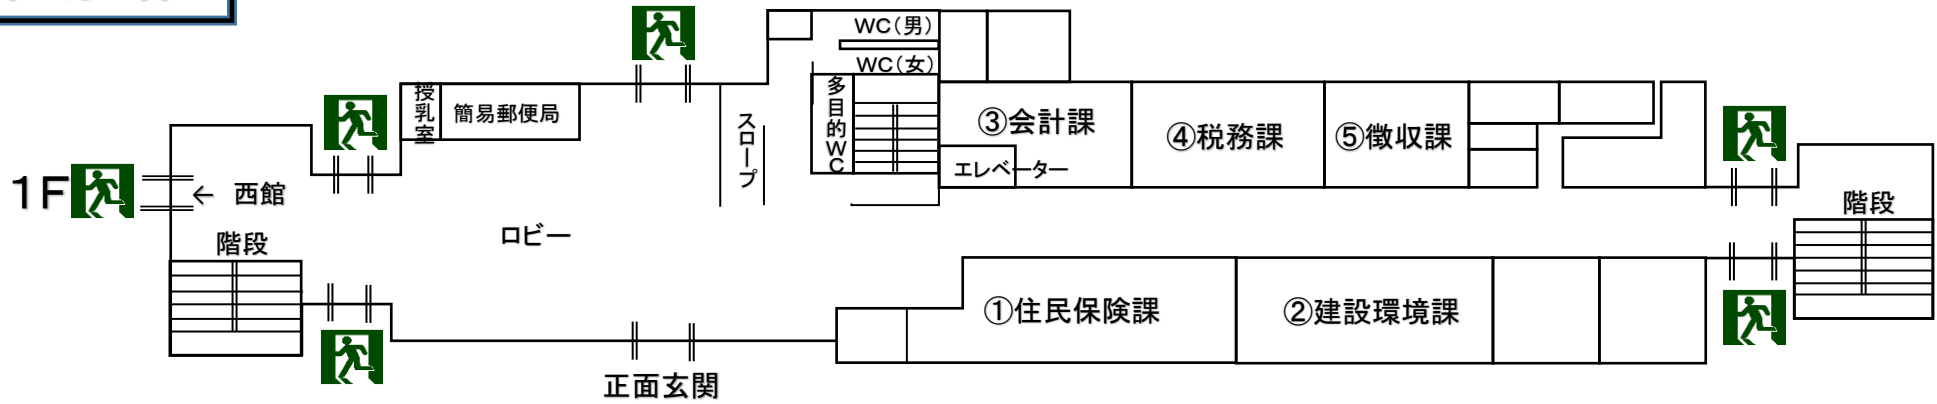 WC(男)
WC(女)
多目的WC
授乳室
簡易郵便局
スロープ
③会計課
④税務課
⑤徴収課
エレベーター
1F
← 西館
階段
ロビー
階段
①住民保険課
②建設環境課
正面玄関